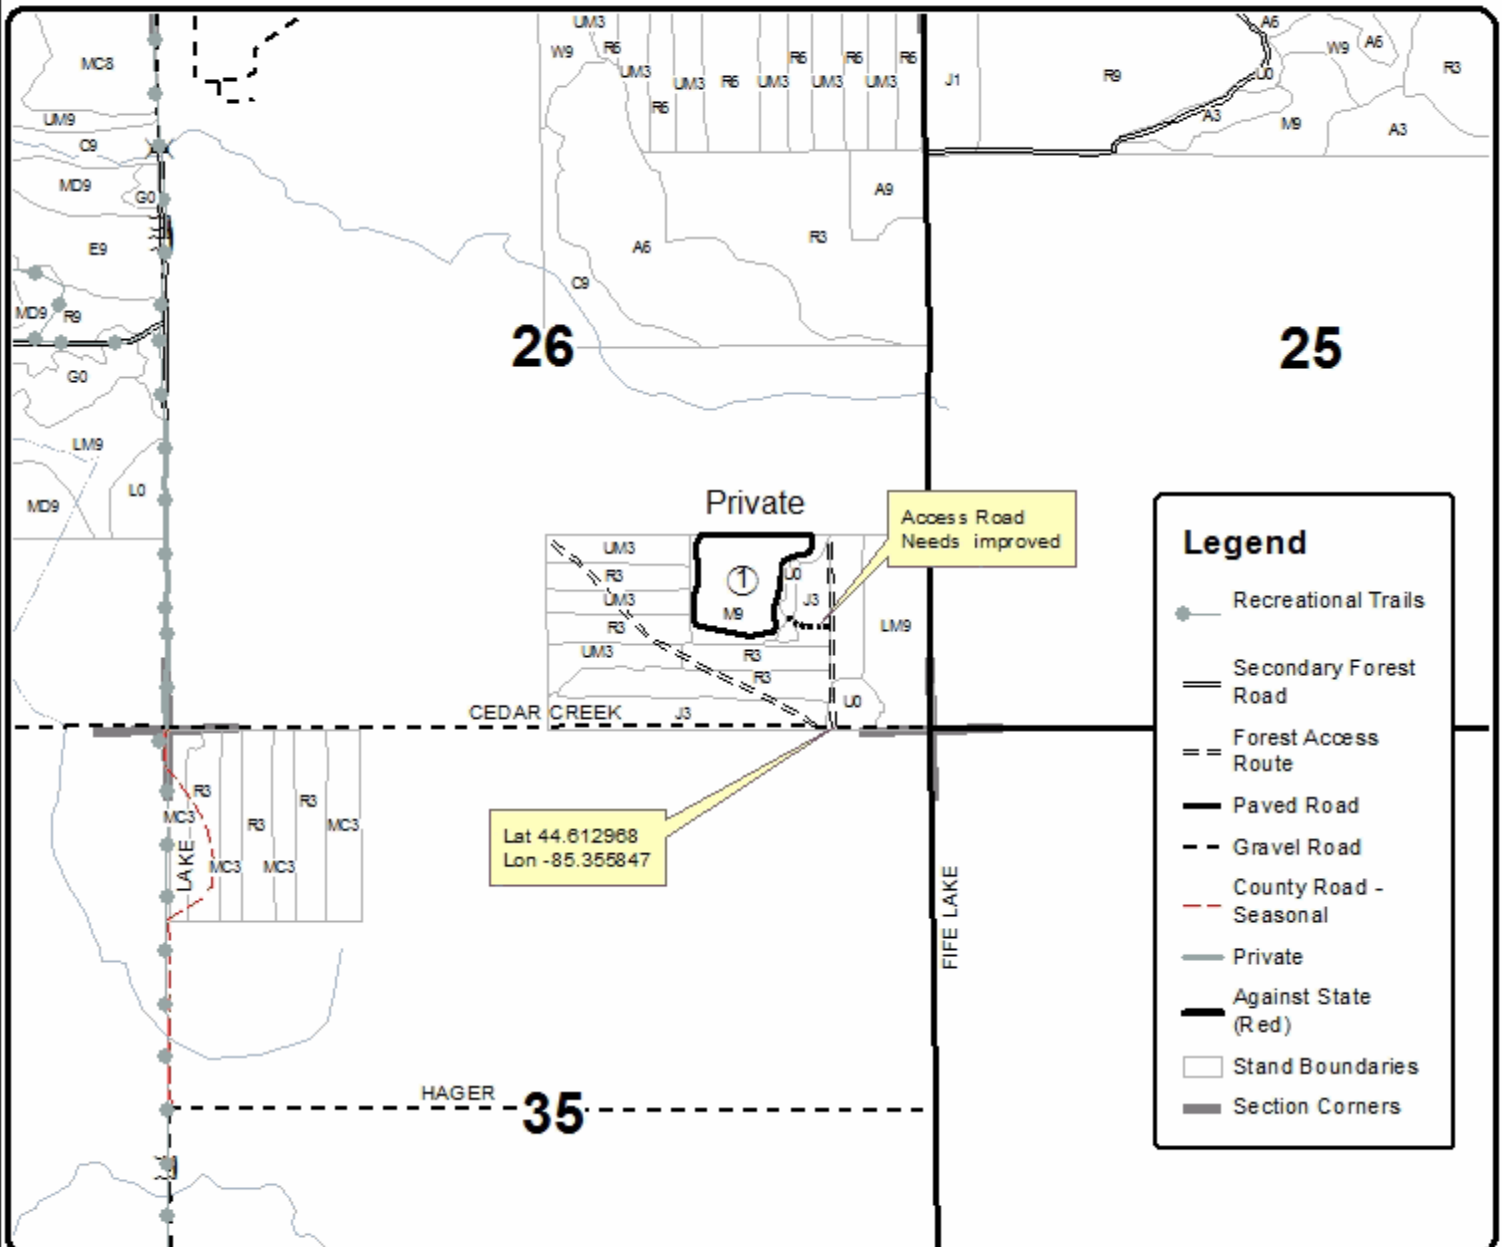 MC8
UM9
C9
MD9
G0
E9
MD9
R9
G0
LM9
MD9
L0
UM3
W9
R6
UM3
R6
UM3
R6
UM3
R6
UM3
R6
UM3
R6
J1
R9
A6
W9
A6
U0
R3
A3
M9
A3
A9
R3
A6
C9
26
25
Private
Access Road
Needs improved
UM3
R3
UM3
R3
UM3
1
M9
U0
J3
LM9
R3
R3
U0
CEDAR CREEK
J3
R3
MC3
LAKE
MC3
R3
MC3
R3
MC3
Lat 44.612968
Lon -85.355847
FIFE LAKE
HAGER
35
Legend
Recreational Trails
Secondary Forest
Road
Forest Access
Route
Paved Road
Gravel Road
County Road -
Seasonal
Private
Against State
(Red)
Stand Boundaries
Section Corners